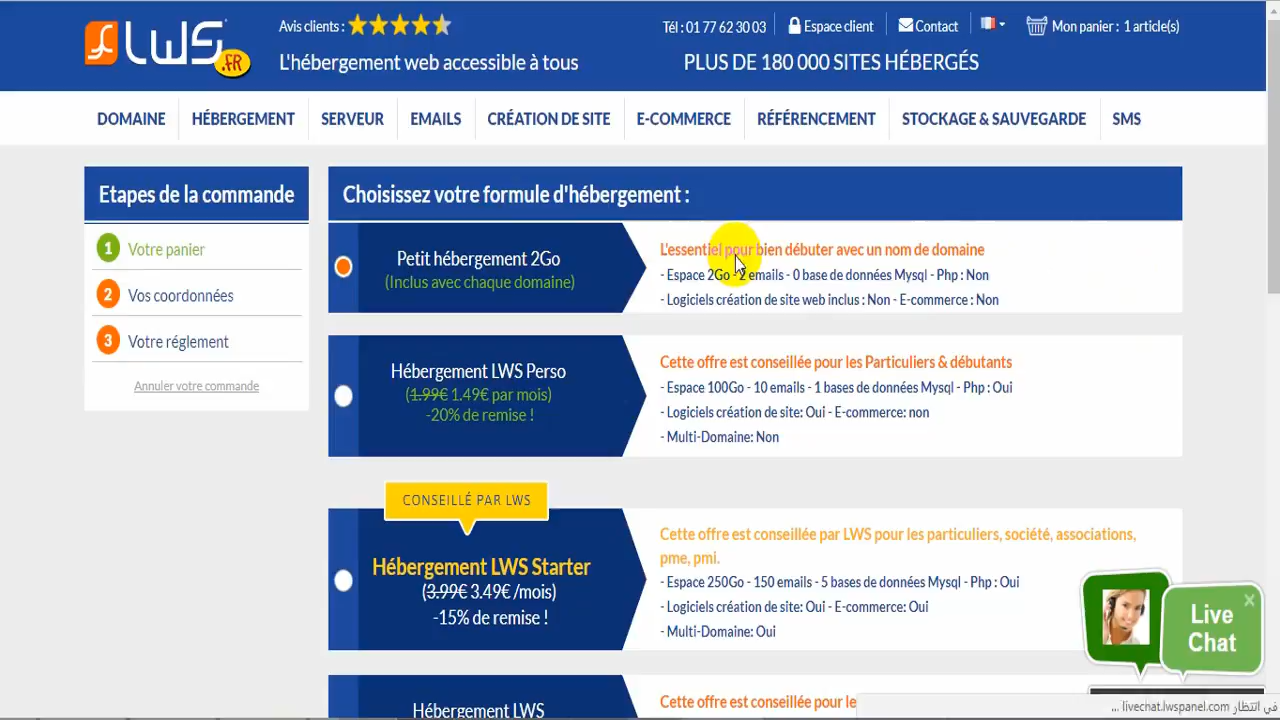 LWS .FR
Avis clients :
L'hébergement web accessible à tous
Tél : 01 77 62 30 03
Espace client
Contact
Mon panier : 1 article(s)
PLUS DE 180 000 SITES HÉBERGÉS
DOMAINE
HÉBERGEMENT
SERVEUR
EMAILS
CRÉATION DE SITE
E-COMMERCE
RÉFÉRENCEMENT
STOCKAGE & SAUVEGARDE
SMS
Etapes de la commande
1 Votre panier
2 Vos coordonnées
3 Votre réglement
Annuler votre commande
Choisissez votre formule d'hébergement :
Petit hébergement 2Go
(Inclus avec chaque domaine)
L'essentiel pour bien débuter avec un nom de domaine
- Espace 2Go - 2 emails - 0 base de données Mysql - Php : Non
- Logiciels création de site web inclus : Non - E-commerce : Non
Hébergement LWS Perso
(1.99€ 1.49€ par mois)
-20% de remise !
Cette offre est conseillée pour les Particuliers & débutants
- Espace 100Go - 10 emails - 1 bases de données Mysql - Php : Oui
- Logiciels création de site: Oui - E-commerce: non
- Multi-Domaine: Non
CONSEILLÉ PAR LWS
Hébergement LWS Starter
(3.99€ 3.49€ /mois)
-15% de remise !
Cette offre est conseillée par LWS pour les particuliers, société, associations,
pme, pmi.
- Espace 250Go - 150 emails - 5 bases de données Mysql - Php : Oui
- Logiciels création de site: Oui - E-commerce: Oui
- Multi-Domaine: Oui
Hébergement LWS
Cette offre est conseillée pour le
Live
Chat
في انتظار livechat.lwspanel.com ...